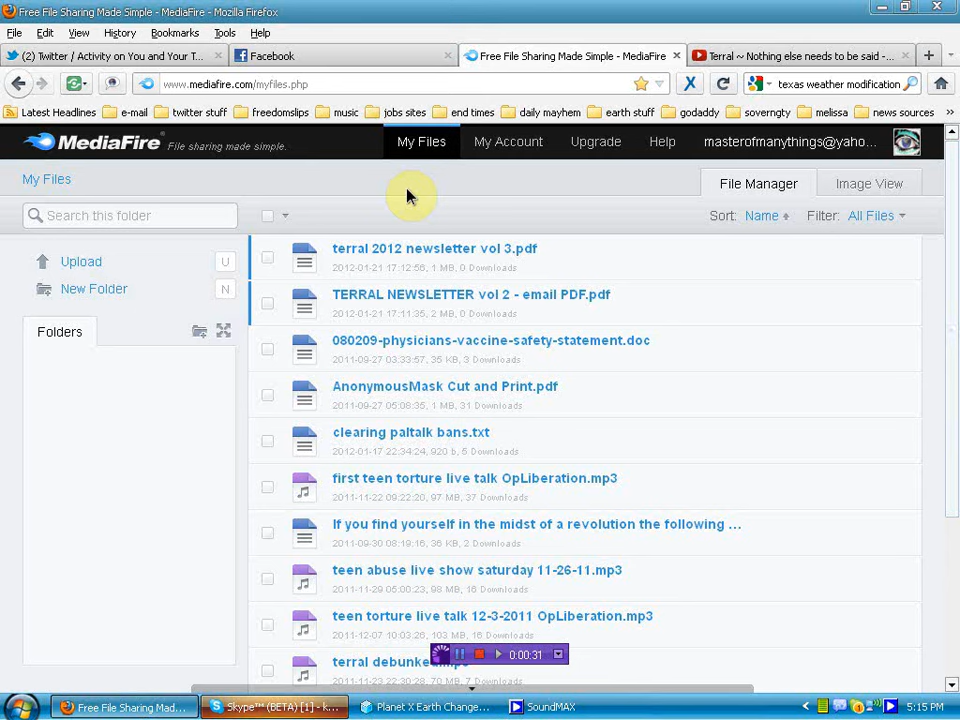 Free File Sharing Made Simple - MediaFire - Mozilla Firefox
File Edit View History Bookmarks Tools Help
(2) Twitter / Activity on You and Your T...
Facebook
Free File Sharing Made Simple - MediaFire
Terral ~ Nothing else needs to be said -...
www.mediafire.com/myfiles.php
texas weather modification
Latest Headlines e-mail twitter stuff freedomslips music jobs sites end times daily mayhem earth stuff godaddy soverngty melissa news sources
MediaFire File sharing made simple.
My Files My Account Upgrade Help masterofmanythings@yaho...
My Files
File Manager Image View
Search this folder
Sort: Name Filter: All Files
Upload U
New Folder N
Folders
terral 2012 newsletter vol 3.pdf
2012-01-21 17:12:56, 1 MB, 0 Downloads
TERRAL NEWSLETTER vol 2 - email PDF.pdf
2012-01-21 17:11:35, 2 MB, 0 Downloads
080209-physicians-vaccine-safety-statement.doc
2011-09-27 03:33:57, 35 KB, 3 Downloads
AnonymousMask Cut and Print.pdf
2011-09-27 05:08:35, 1 MB, 31 Downloads
clearing paltalk bans.txt
2012-01-17 22:34:24, 920 b, 5 Downloads
first teen torture live talk OpLiberation.mp3
2011-11-22 09:22:20, 97 MB, 37 Downloads
If you find yourself in the midst of a revolution the following ...
2011-09-30 08:19:16, 36 KB, 2 Downloads
teen abuse live show saturday 11-26-11.mp3
2011-11-29 05:00:23, 98 MB, 16 Downloads
teen torture live talk 12-3-2011 OpLiberation.mp3
2011-12-07 10:03:26, 103 MB, 16 Downloads
0:00:31
terral debunked
2011-11-23 22:30:28, 70 MB, 7 Downloads
Free File Sharing Mad...
Skype™ (BETA) [1] - k...
Planet X Earth Change...
SoundMAX
5:15 PM